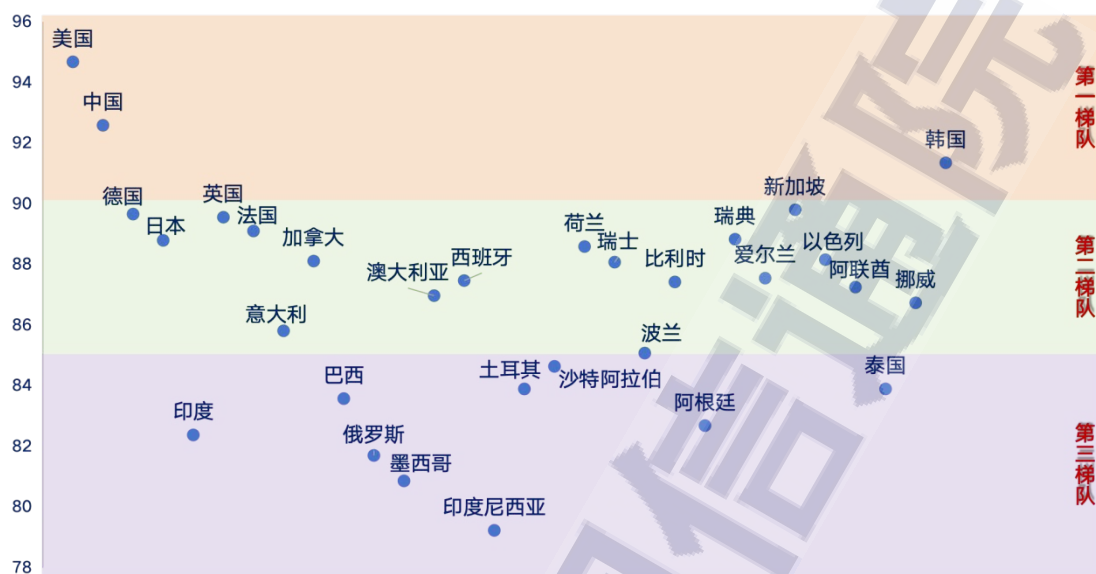 96
美国
94
第一梯队
中国
92
韩国
90
新加坡
德国
英国
日本
法国
荷兰
瑞典
加拿大
瑞士
以色列
88
西班牙
比利时
爱尔兰
第二梯队
澳大利亚
阿联酋
挪威
86
意大利
波兰
84
巴西
土耳其
沙特阿拉伯
泰国
印度
阿根廷
82
俄罗斯
第三梯队
墨西哥
80
印度尼西亚
78